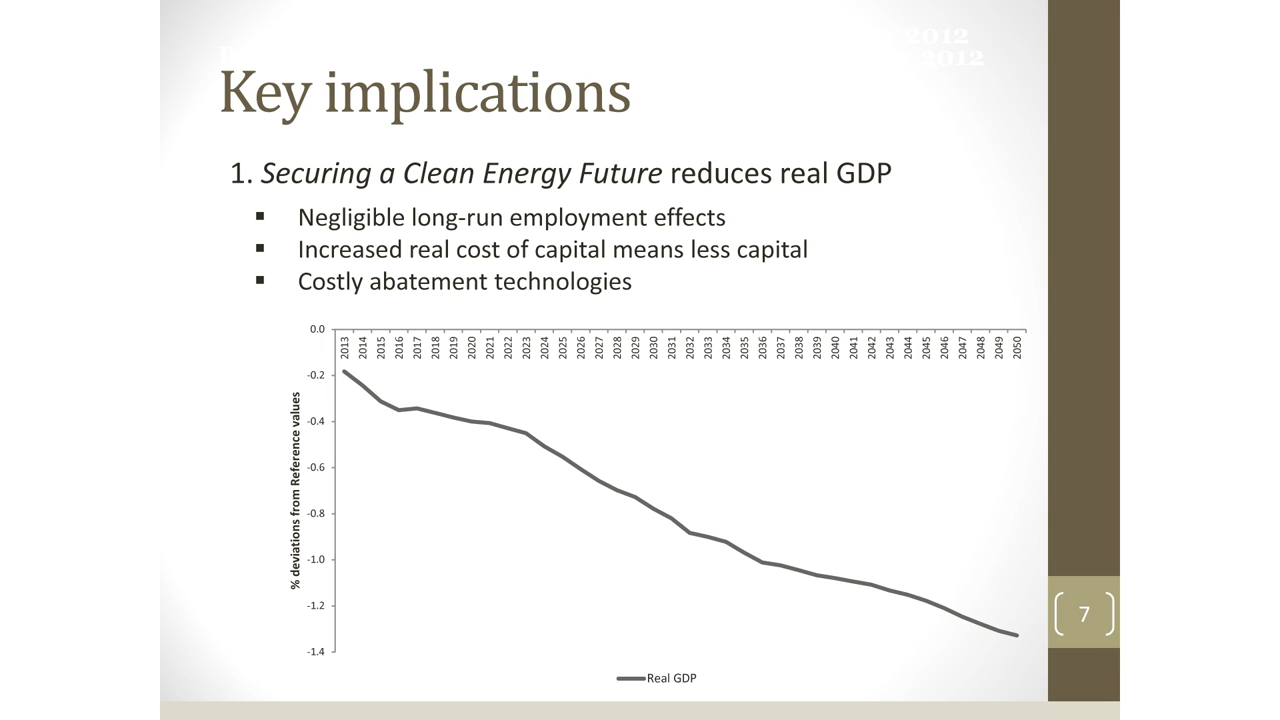 2012
2012
Key implications
1. Securing a Clean Energy Future reduces real GDP
▪ Negligible long-run employment effects
▪ Increased real cost of capital means less capital
▪ Costly abatement technologies
0.0
2013 2014 2015 2016 2017 2018 2019 2020 2021 2022 2023 2024 2025 2026 2027 2028 2029 2030 2031 2032 2033 2034 2035 2036 2037 2038 2039 2040 2041 2042 2043 2044 2045 2046 2047 2048 2049 2050
-0.2
-0.4
-0.6
-0.8
-1.0
-1.2
-1.4
% deviations from Reference values
Real GDP
7